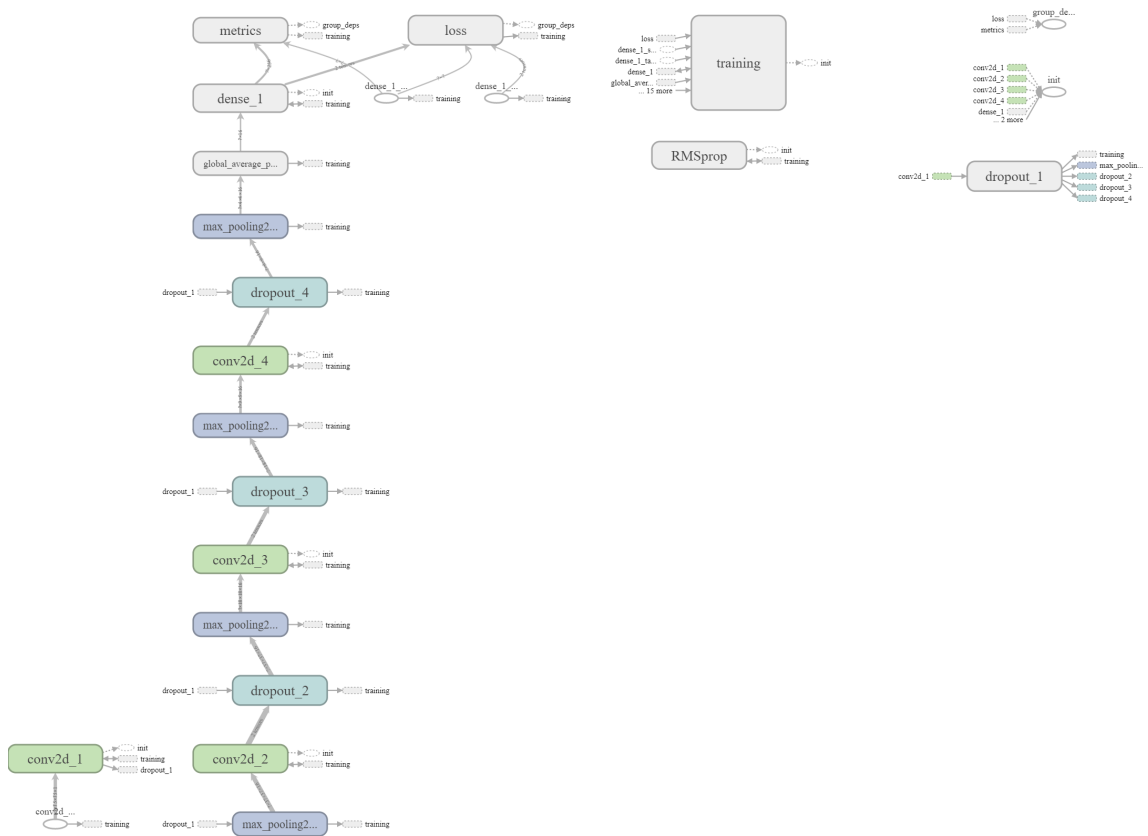 metrics
group_deps
training
loss
group_deps
training
dense_1
init
training
dense_1_...
training
dense_1_...
training
global_average_p...
training
max_pooling2...
training
dropout_1
dropout_4
training
conv2d_4
init
training
max_pooling2...
training
dropout_1
dropout_3
training
conv2d_3
init
training
max_pooling2...
training
dropout_1
dropout_2
training
conv2d_1
init
training
dropout_1
conv2d_...
training
conv2d_2
init
training
dropout_1
max_pooling2...
training
loss
dense_1_s...
dense_1_ta...
dense_1
global_aver...
... 15 more
training
init
RMSprop
init
training
loss
metrics
group_de...
conv2d_1
conv2d_2
conv2d_3
conv2d_4
dense_1
... 2 more
init
conv2d_1
dropout_1
training
max_poolin...
dropout_2
dropout_3
dropout_4